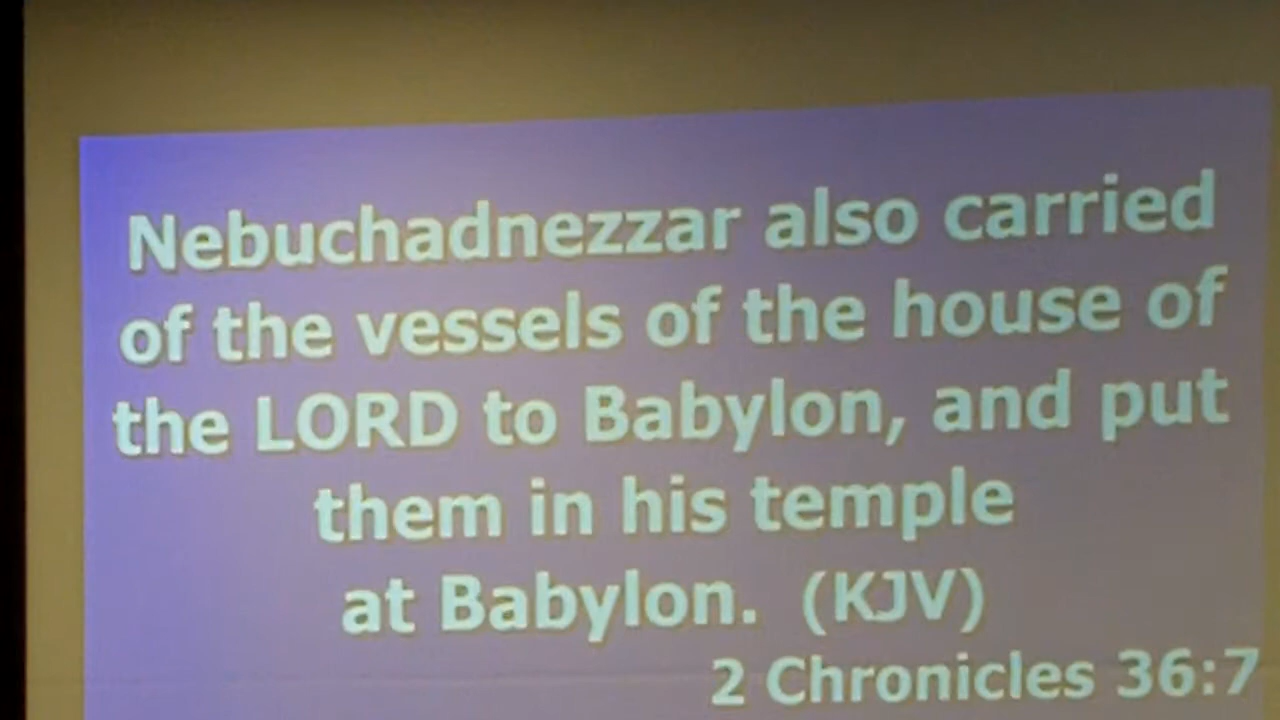 Nebuchadnezzar also carried
of the vessels of the house of
the LORD to Babylon, and put
them in his temple
at Babylon. (KJV)
2 Chronicles 36:7